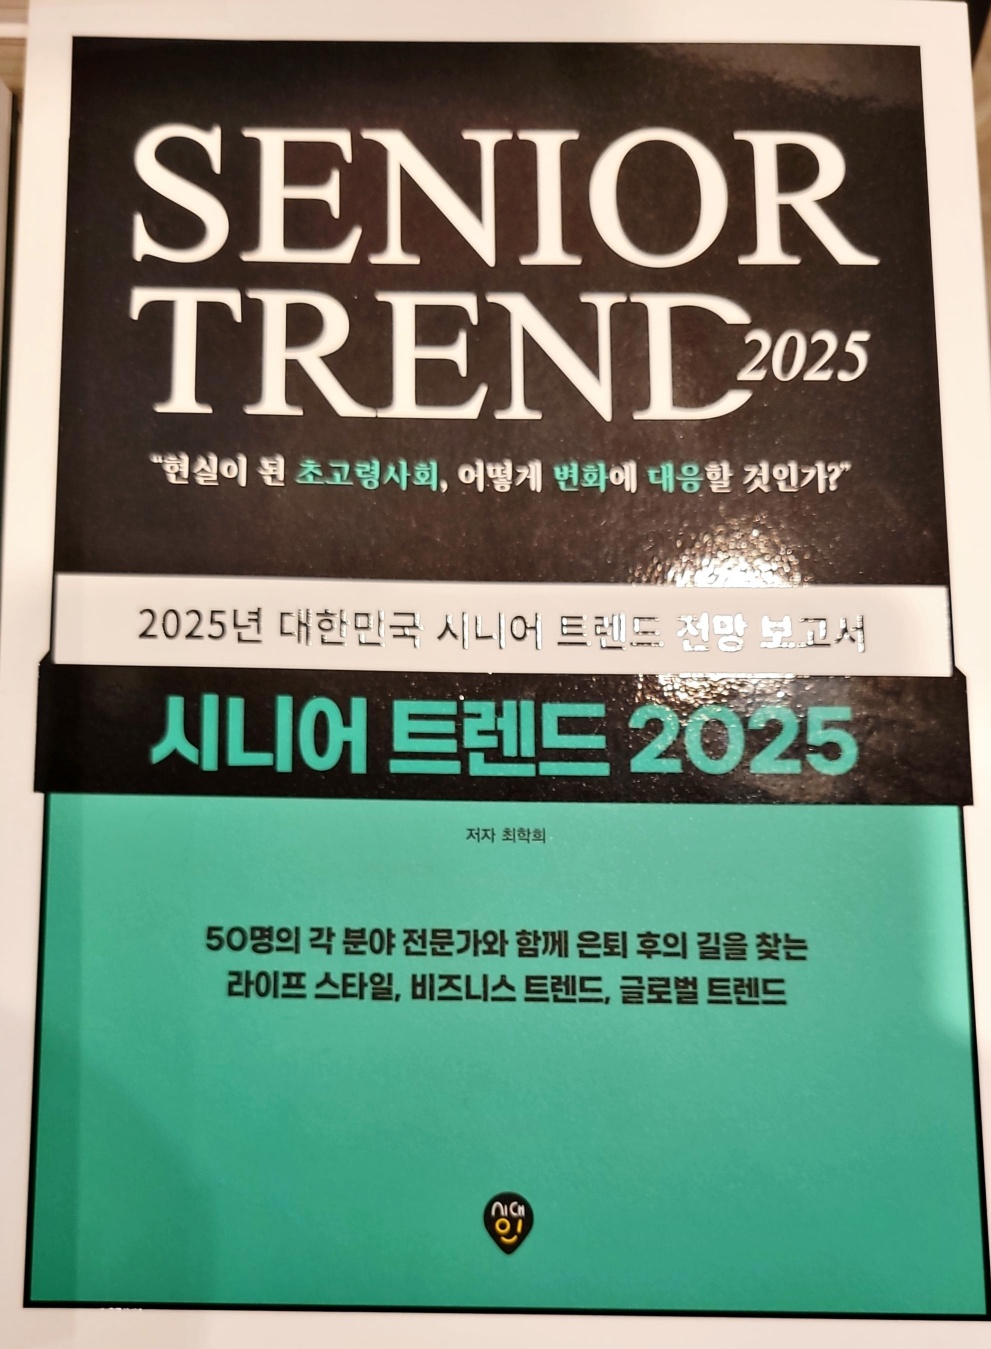 SENIOR
TREND 2025
“현실이 된 초고령사회, 어떻게 변화에 대응할 것인가?”
2025년 대한민국 시니어 트렌드 전망 보고서
시니어 트렌드 2025
저자 최학희
50명의 각 분야 전문가와 함께 은퇴 후의 길을 찾는
라이프 스타일, 비즈니스 트렌드, 글로벌 트렌드
시대
인